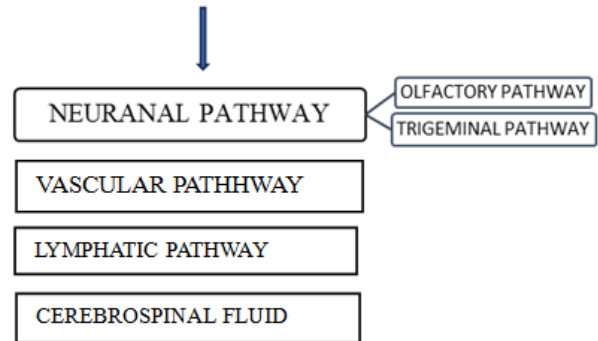 NEURANAL PATHWAY
OLFACTORY PATHWAY
TRIGEMINAL PATHWAY
VASCULAR PATHHWAY
LYMPHATIC PATHWAY
CEREBROSPINAL FLUID